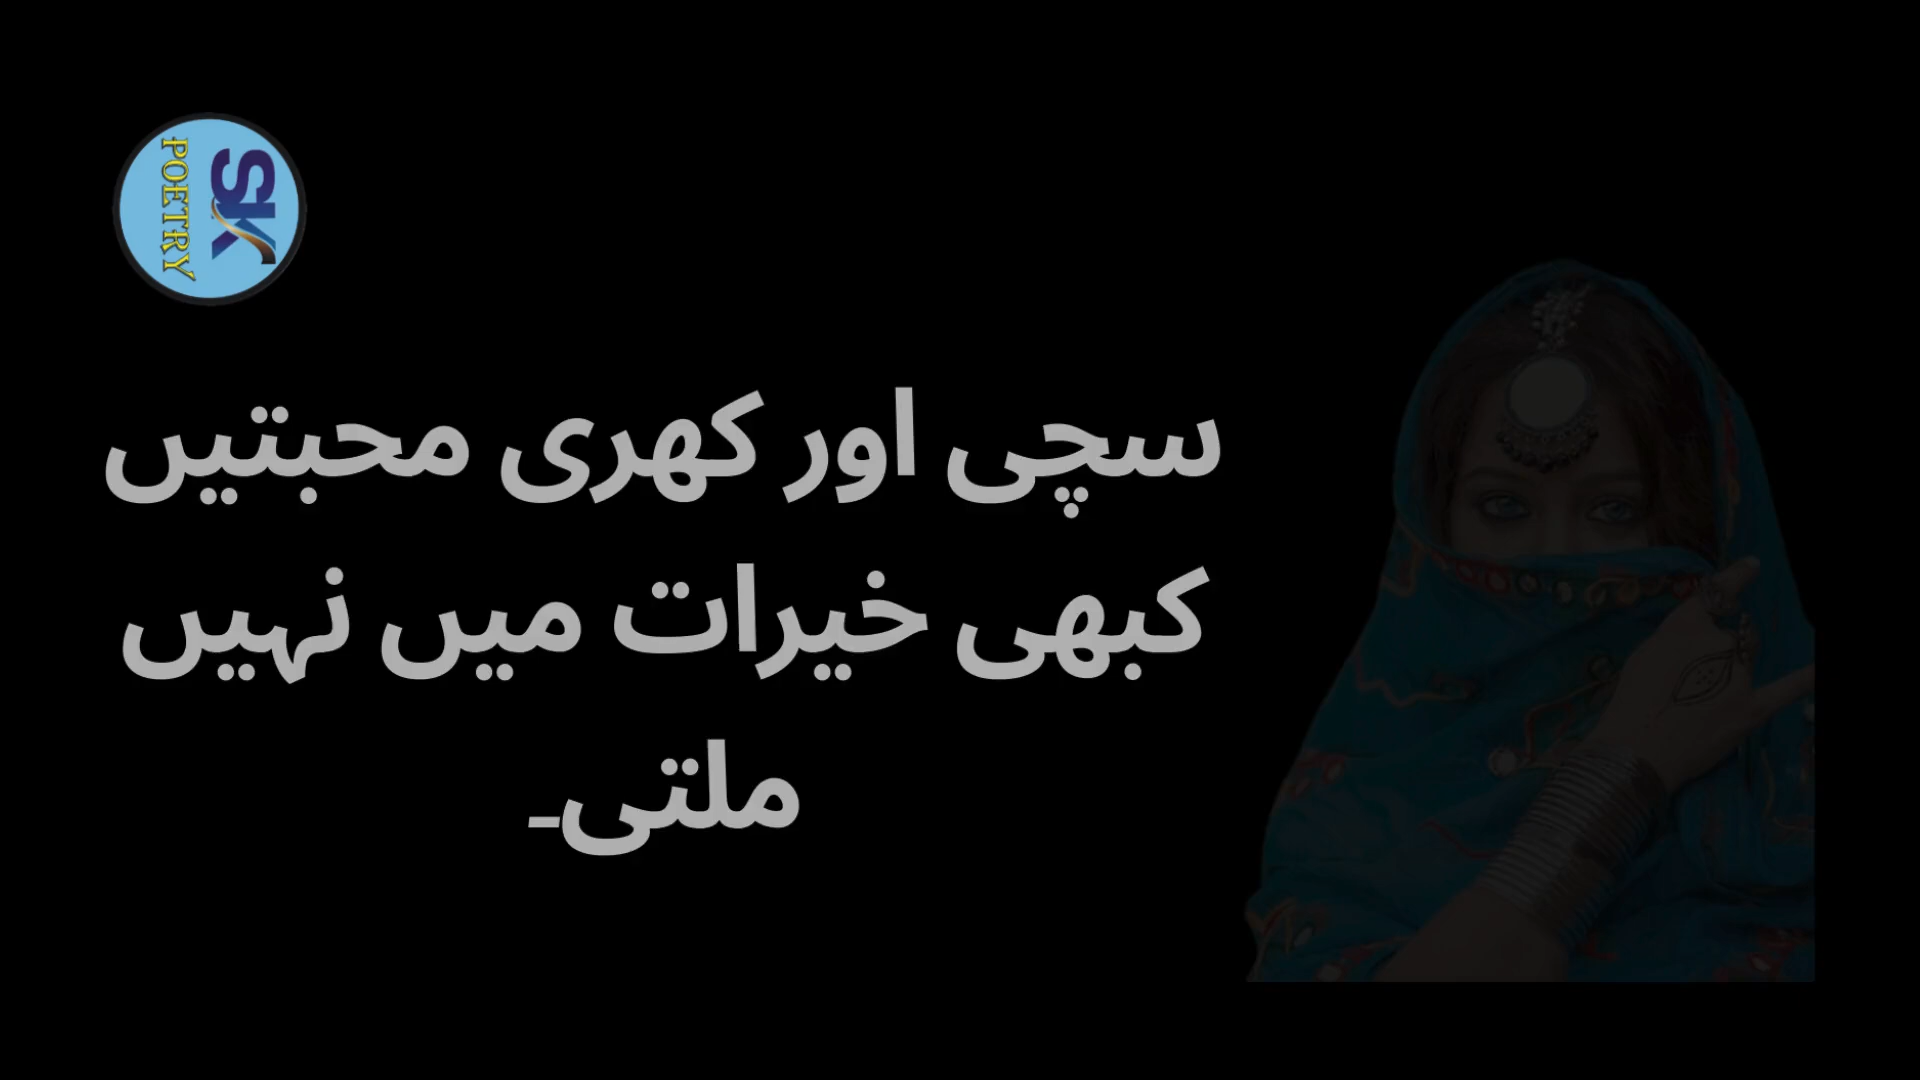 SK
POETRY
سچی اور کھری محبتیں
کبھی خیرات میں نہیں
ملتی۔